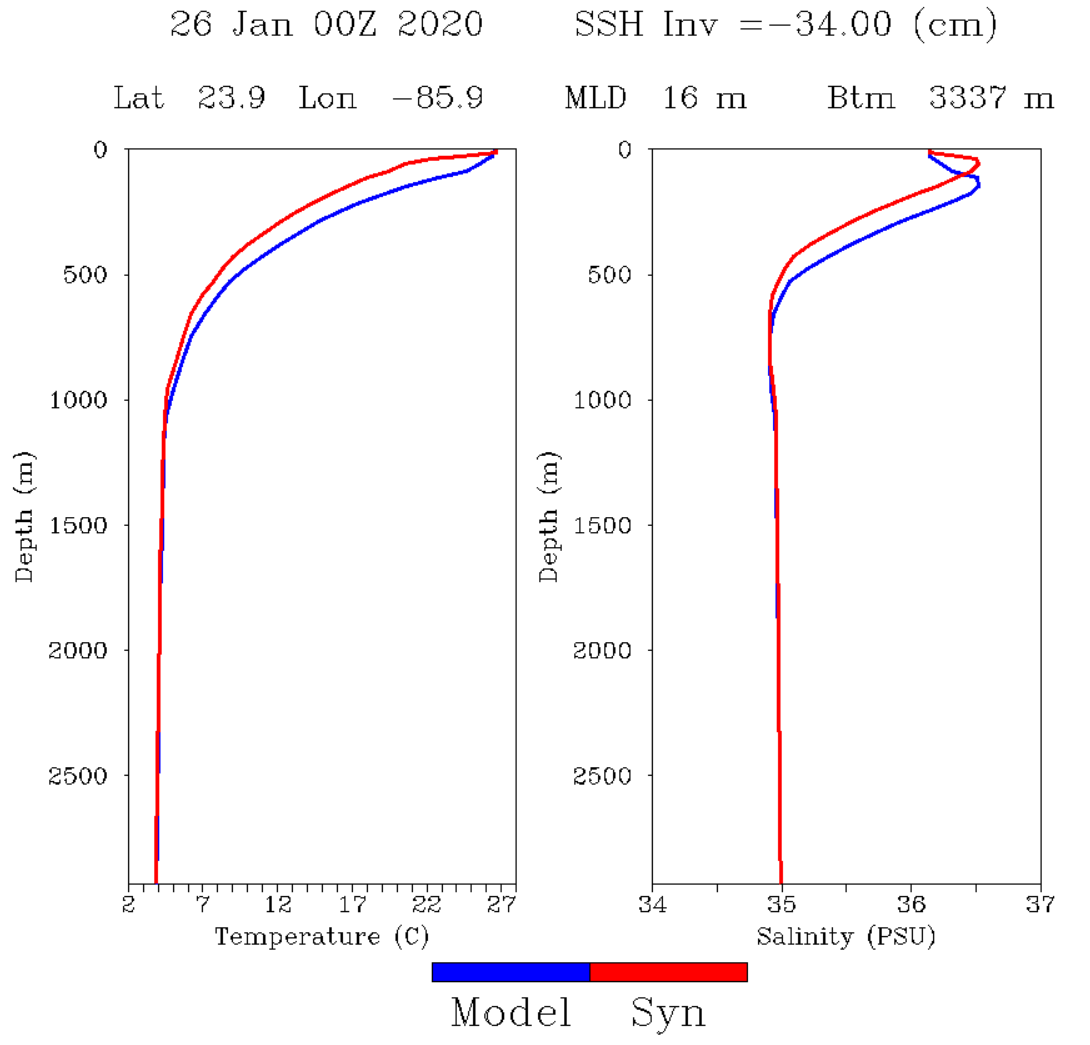 26 Jan 00Z 2020 SSH Inv =−34.00 (cm)
Lat 23.9 Lon −85.9 MLD 16 m Btm 3337 m
0
500
1000
1500
2000
2500
Depth (m)
2 7 12 17 22 27
Temperature (C)
0
500
1000
1500
2000
2500
Depth (m)
34 35 36 37
Salinity (PSU)
Model Syn